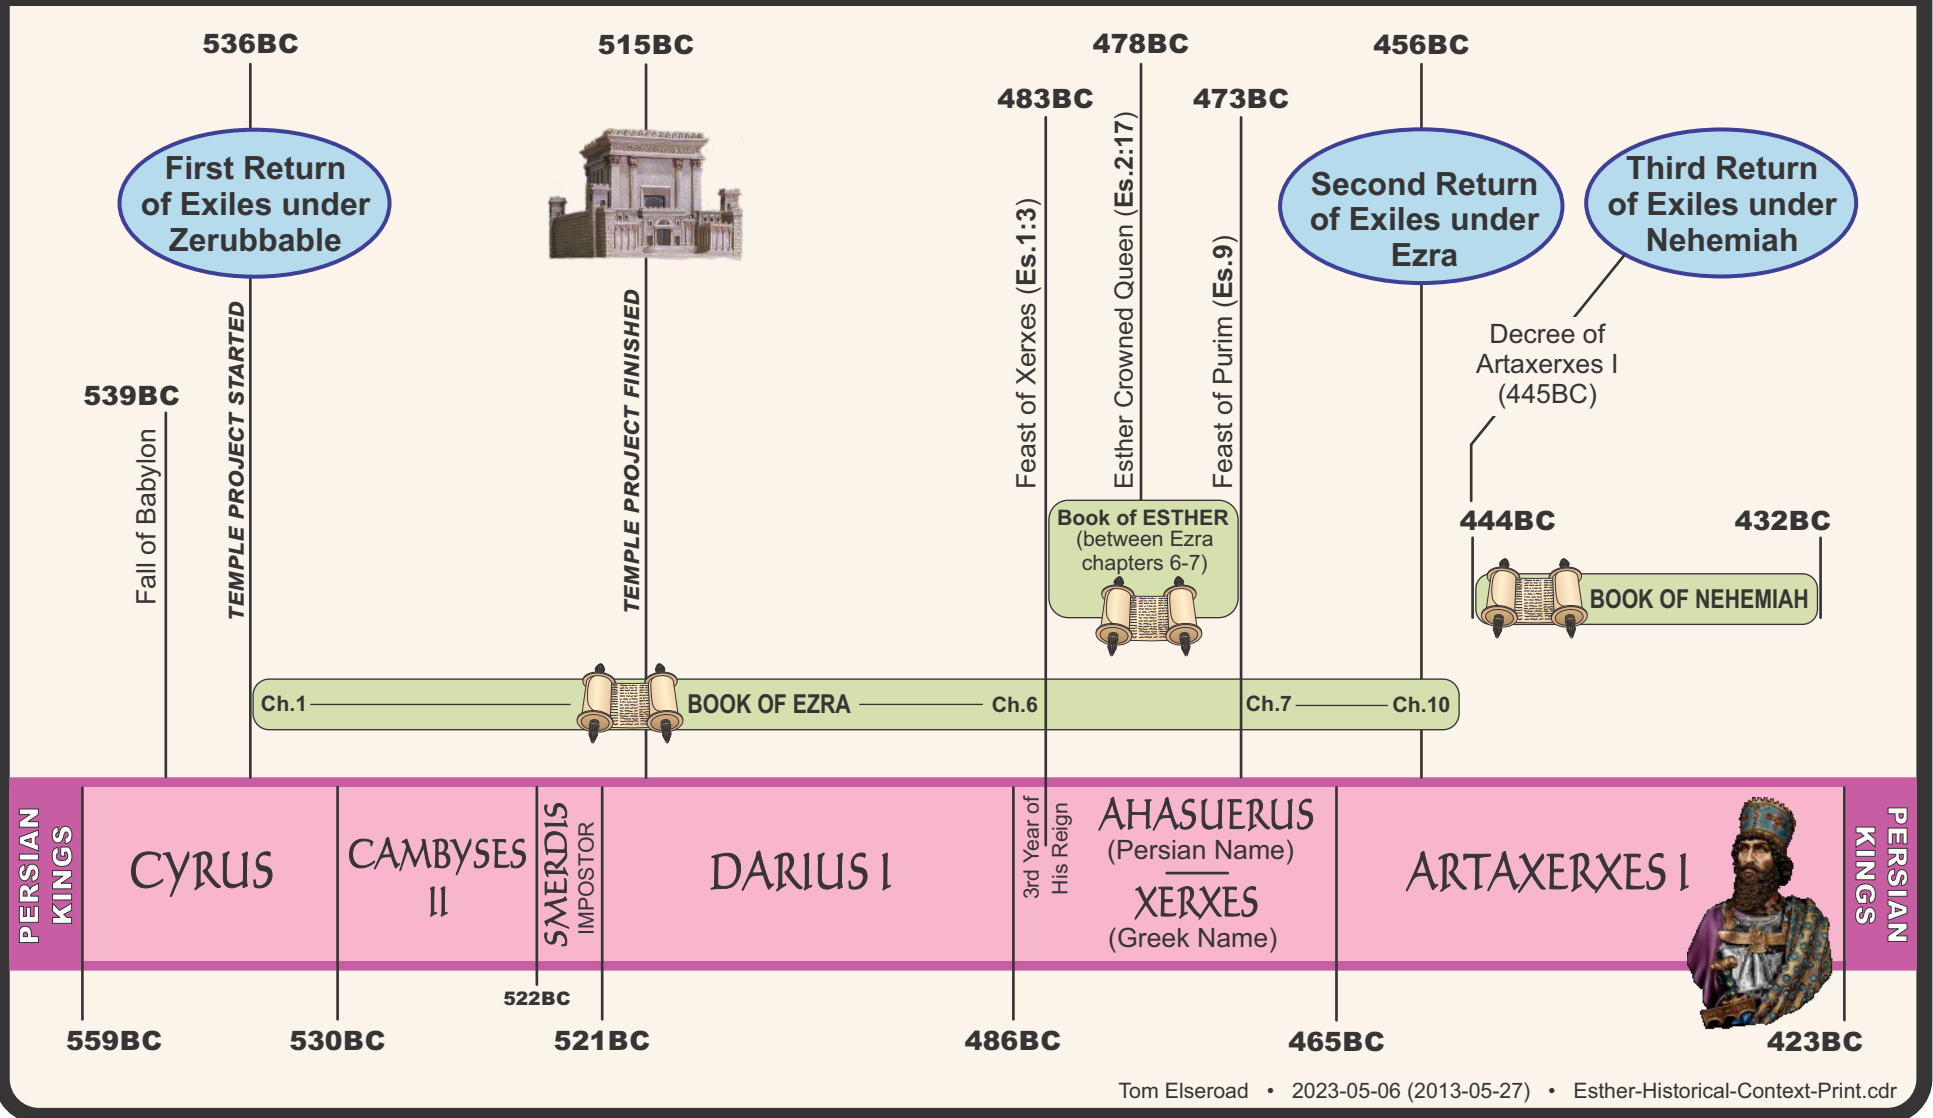 536BC
515BC
478BC
456BC
483BC
473BC
First Return
of Exiles under
Zerubbable
Second Return
of Exiles under
Ezra
Third Return
of Exiles under
Nehemiah
Decree of
Artaxerxes I
(445BC)
539BC
Fall of Babylon
TEMPLE PROJECT STARTED
TEMPLE PROJECT FINISHED
Feast of Xerxes (Es.1:3)
Esther Crowned Queen (Es.2:17)
Feast of Purim (Es.9)
Book of ESTHER
(between Ezra
chapters 6-7)
444BC
432BC
BOOK OF NEHEMIAH
Ch.1
BOOK OF EZRA
Ch.6
Ch.7
Ch.10
PERSIAN
KINGS
CYRUS
CAMBYSES
II
SMERDIS
IMPOSTOR
DARIUS I
3rd Year of
His Reign
AHASUERUS
(Persian Name)
XERXES
(Greek Name)
ARTAXERXES I
PERSIAN
KINGS
522BC
559BC
530BC
521BC
486BC
465BC
423BC
Tom Elseroad • 2023-05-06 (2013-05-27) • Esther-Historical-Context-Print.cdr